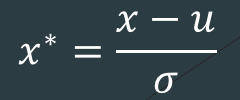 x* = (x − u) / σ